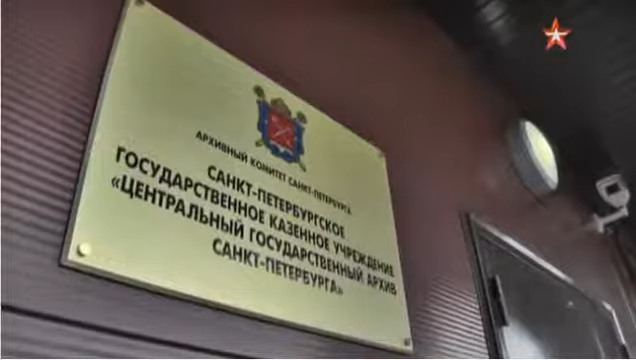 АРХИВНЫЙ КОМИТЕТ САНКТ-ПЕТЕРБУРГА
САНКТ-ПЕТЕРБУРГСКОЕ
ГОСУДАРСТВЕННОЕ КАЗЕННОЕ УЧРЕЖДЕНИЕ
«ЦЕНТРАЛЬНЫЙ ГОСУДАРСТВЕННЫЙ АРХИВ
САНКТ-ПЕТЕРБУРГА»